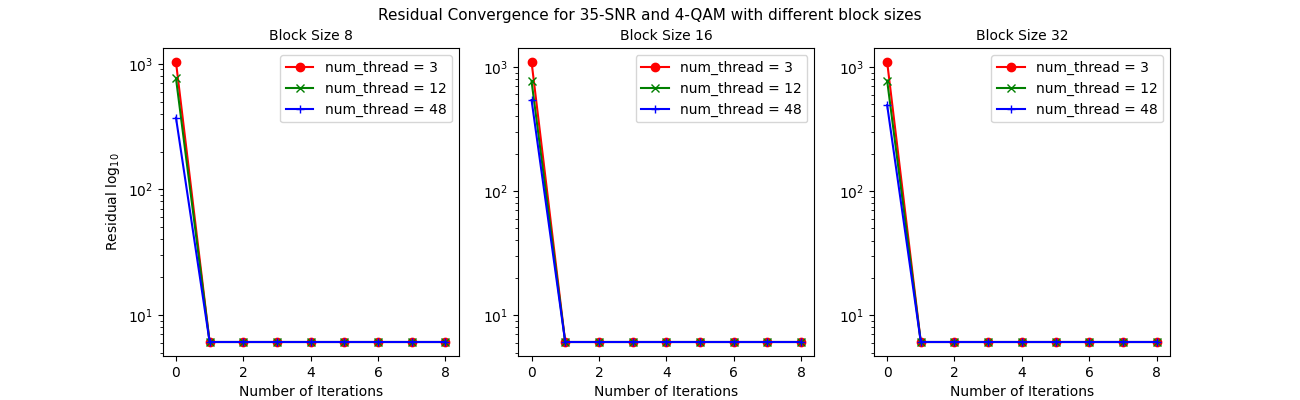 Residual Convergence for 35-SNR and 4-QAM with different block sizes
Block Size 8
Residual log₁₀
10³
10²
10¹
num_thread = 3
num_thread = 12
num_thread = 48
0 2 4 6 8
Number of Iterations
Block Size 16
10³
10²
10¹
num_thread = 3
num_thread = 12
num_thread = 48
0 2 4 6 8
Number of Iterations
Block Size 32
10³
10²
10¹
num_thread = 3
num_thread = 12
num_thread = 48
0 2 4 6 8
Number of Iterations